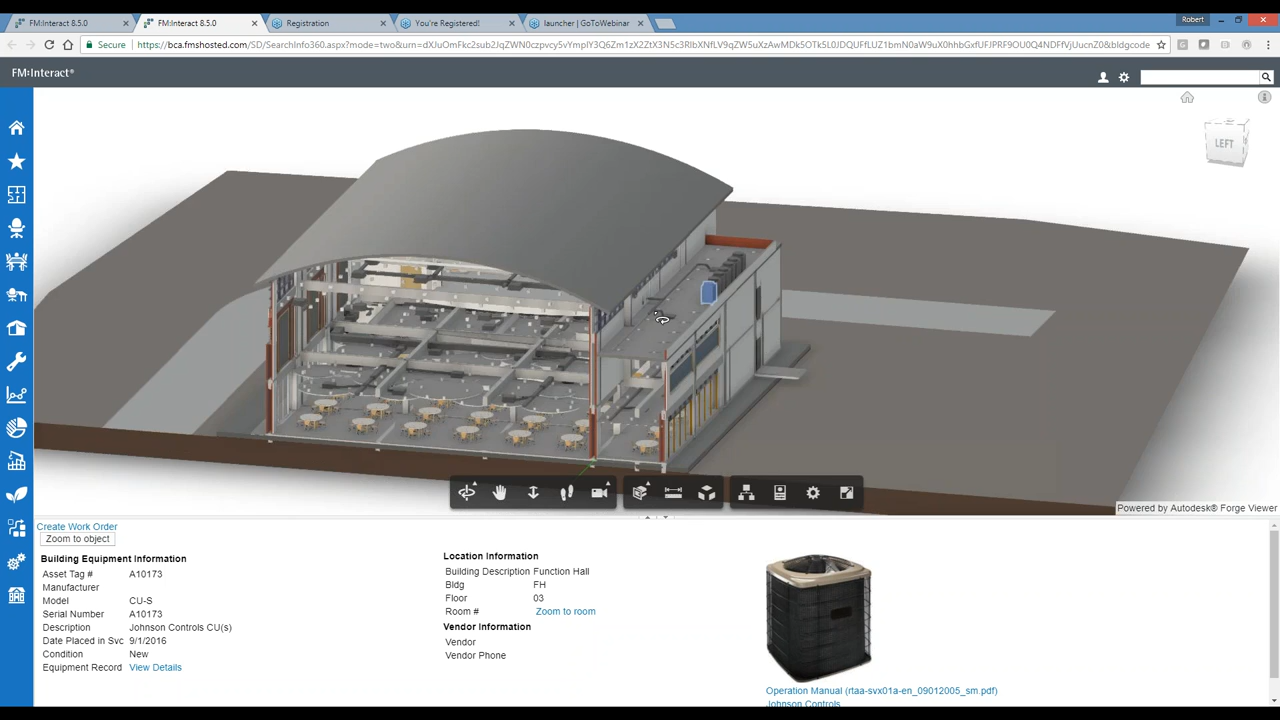 FM:Interact 8.5.0
FM:Interact 8.5.0
Registration
You're Registered!
launcher | GoToWebinar
Robert
Secure
FM:Interact®
LEFT
Powered by Autodesk® Forge Viewer
Create Work Order
Zoom to object
Building Equipment Information
Asset Tag # A10173
Manufacturer
Model CU-S
Serial Number A10173
Description Johnson Controls CU(s)
Date Placed in Svc 9/1/2016
Condition New
Equipment Record View Details
Location Information
Building Description Function Hall
Bldg FH
Floor 03
Room # Zoom to room
Vendor Information
Vendor
Vendor Phone
Operation Manual (rtaa-svx01a-en_09012005_sm.pdf)
Johnson Controls